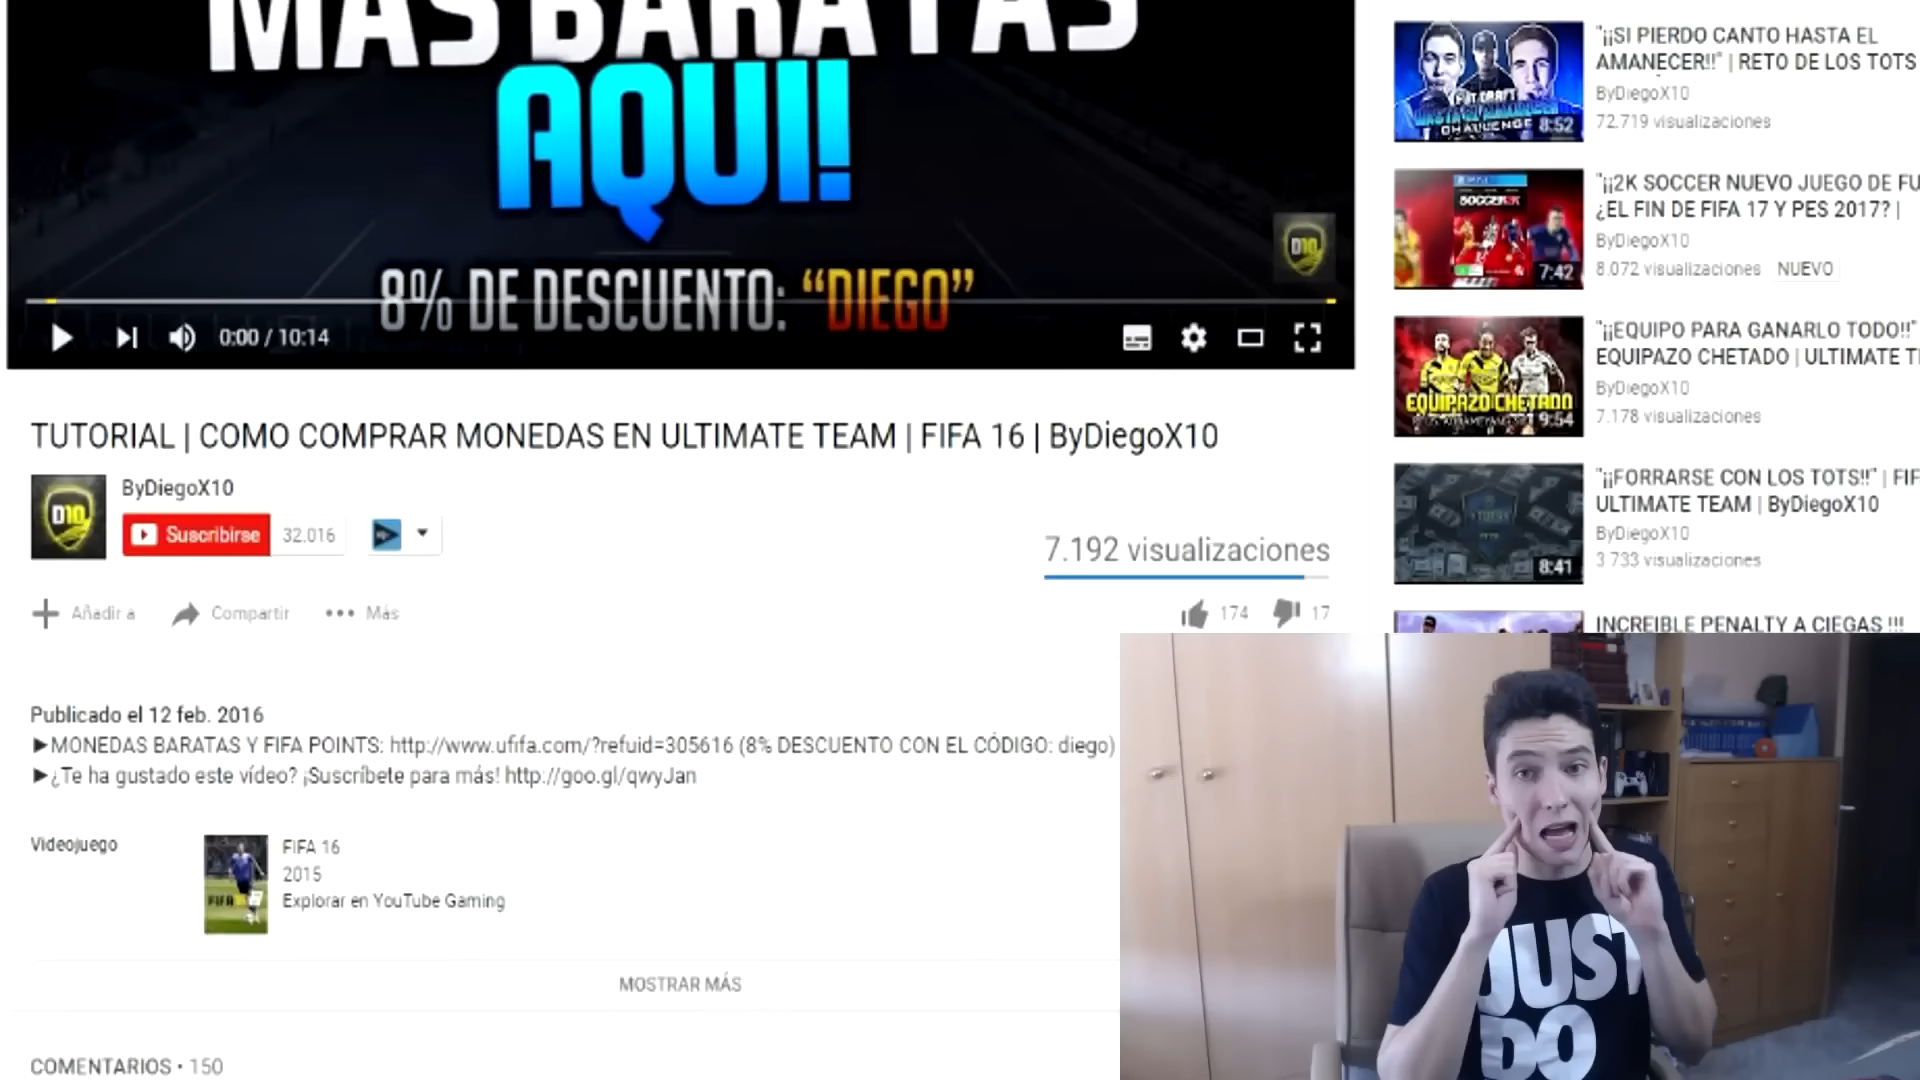 MAS BARATAS
AQUI!
8% DE DESCUENTO: “DIEGO”
D10
0:00 / 10:14
TUTORIAL | COMO COMPRAR MONEDAS EN ULTIMATE TEAM | FIFA 16 | ByDiegoX10
D10
ByDiegoX10
Suscribirse 32.016
7.192 visualizaciones
Añadir a Compartir Más
174 17
Publicado el 12 feb. 2016
►MONEDAS BARATAS Y FIFA POINTS: http://www.ufifa.com/?refuid=305616 (8% DESCUENTO CON EL CÓDIGO: diego)
►¿Te ha gustado este vídeo? ¡Suscríbete para más! http://goo.gl/qwyJan
Videojuego
FIFA
FIFA 16
2015
Explorar en YouTube Gaming
MOSTRAR MÁS
COMENTARIOS • 150
FUT DRAFT
CHALLENGE 8:52
"¡¡SI PIERDO CANTO HASTA EL
AMANECER!!" | RETO DE LOS TOTS
ByDiegoX10
72.719 visualizaciones
SOCCER2K
7:42
"¡¡2K SOCCER NUEVO JUEGO DE FU
¿EL FIN DE FIFA 17 Y PES 2017? |
ByDiegoX10
8.072 visualizaciones NUEVO
EQUIPAZO CHETADO
9:54
"¡¡EQUIPO PARA GANARLO TODO!!"
EQUIPAZO CHETADO | ULTIMATE T
ByDiegoX10
7.178 visualizaciones
8:41
"¡¡FORRARSE CON LOS TOTS!!" | FIF
ULTIMATE TEAM | ByDiegoX10
ByDiegoX10
3 733 visualizaciones
INCREIBLE PENALTY A CIEGAS !!!
JUST
DO